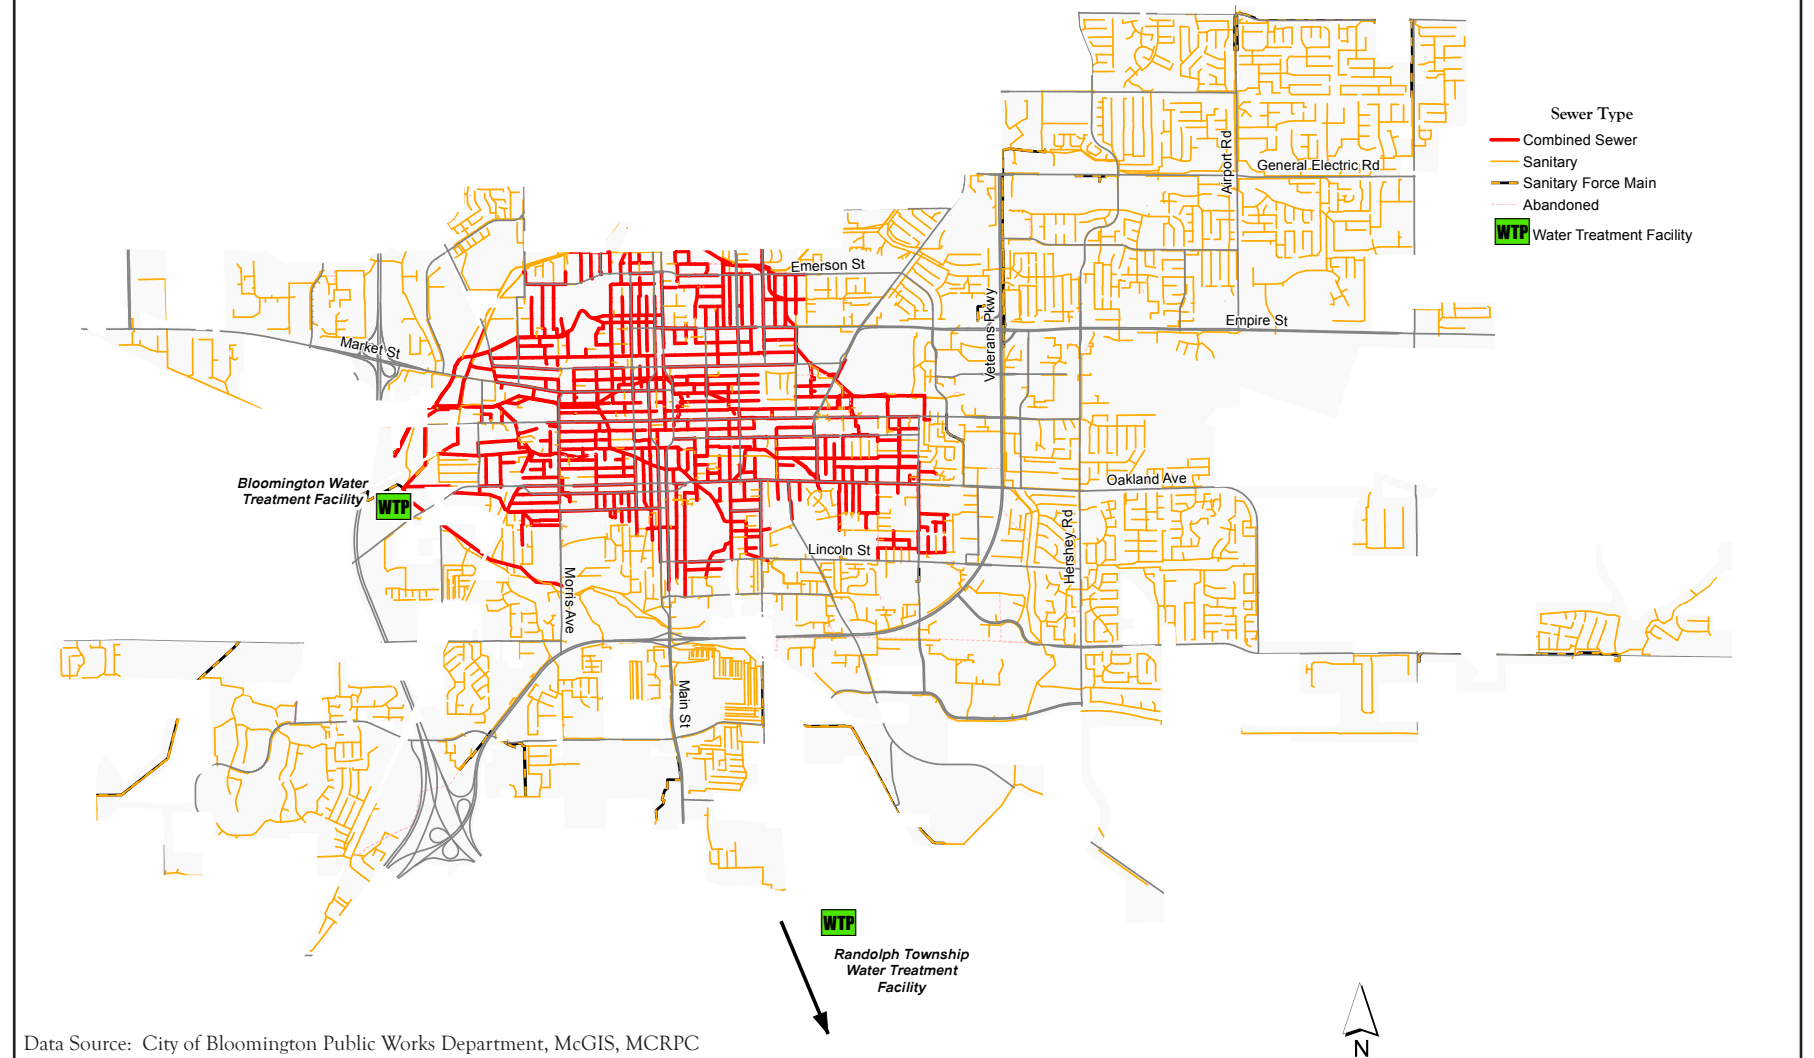 Sewer Type
Combined Sewer
Sanitary
Sanitary Force Main
Abandoned
WTP Water Treatment Facility
Airport Rd
General Electric Rd
Emerson St
Veterans Pkwy
Empire St
Market St
Bloomington Water
Treatment Facility
WTP
Oakland Ave
Hershey Rd
Lincoln St
Morris Ave
Main St
WTP
Randolph Township
Water Treatment
Facility
N
Data Source: City of Bloomington Public Works Department, McGIS, MCRPC